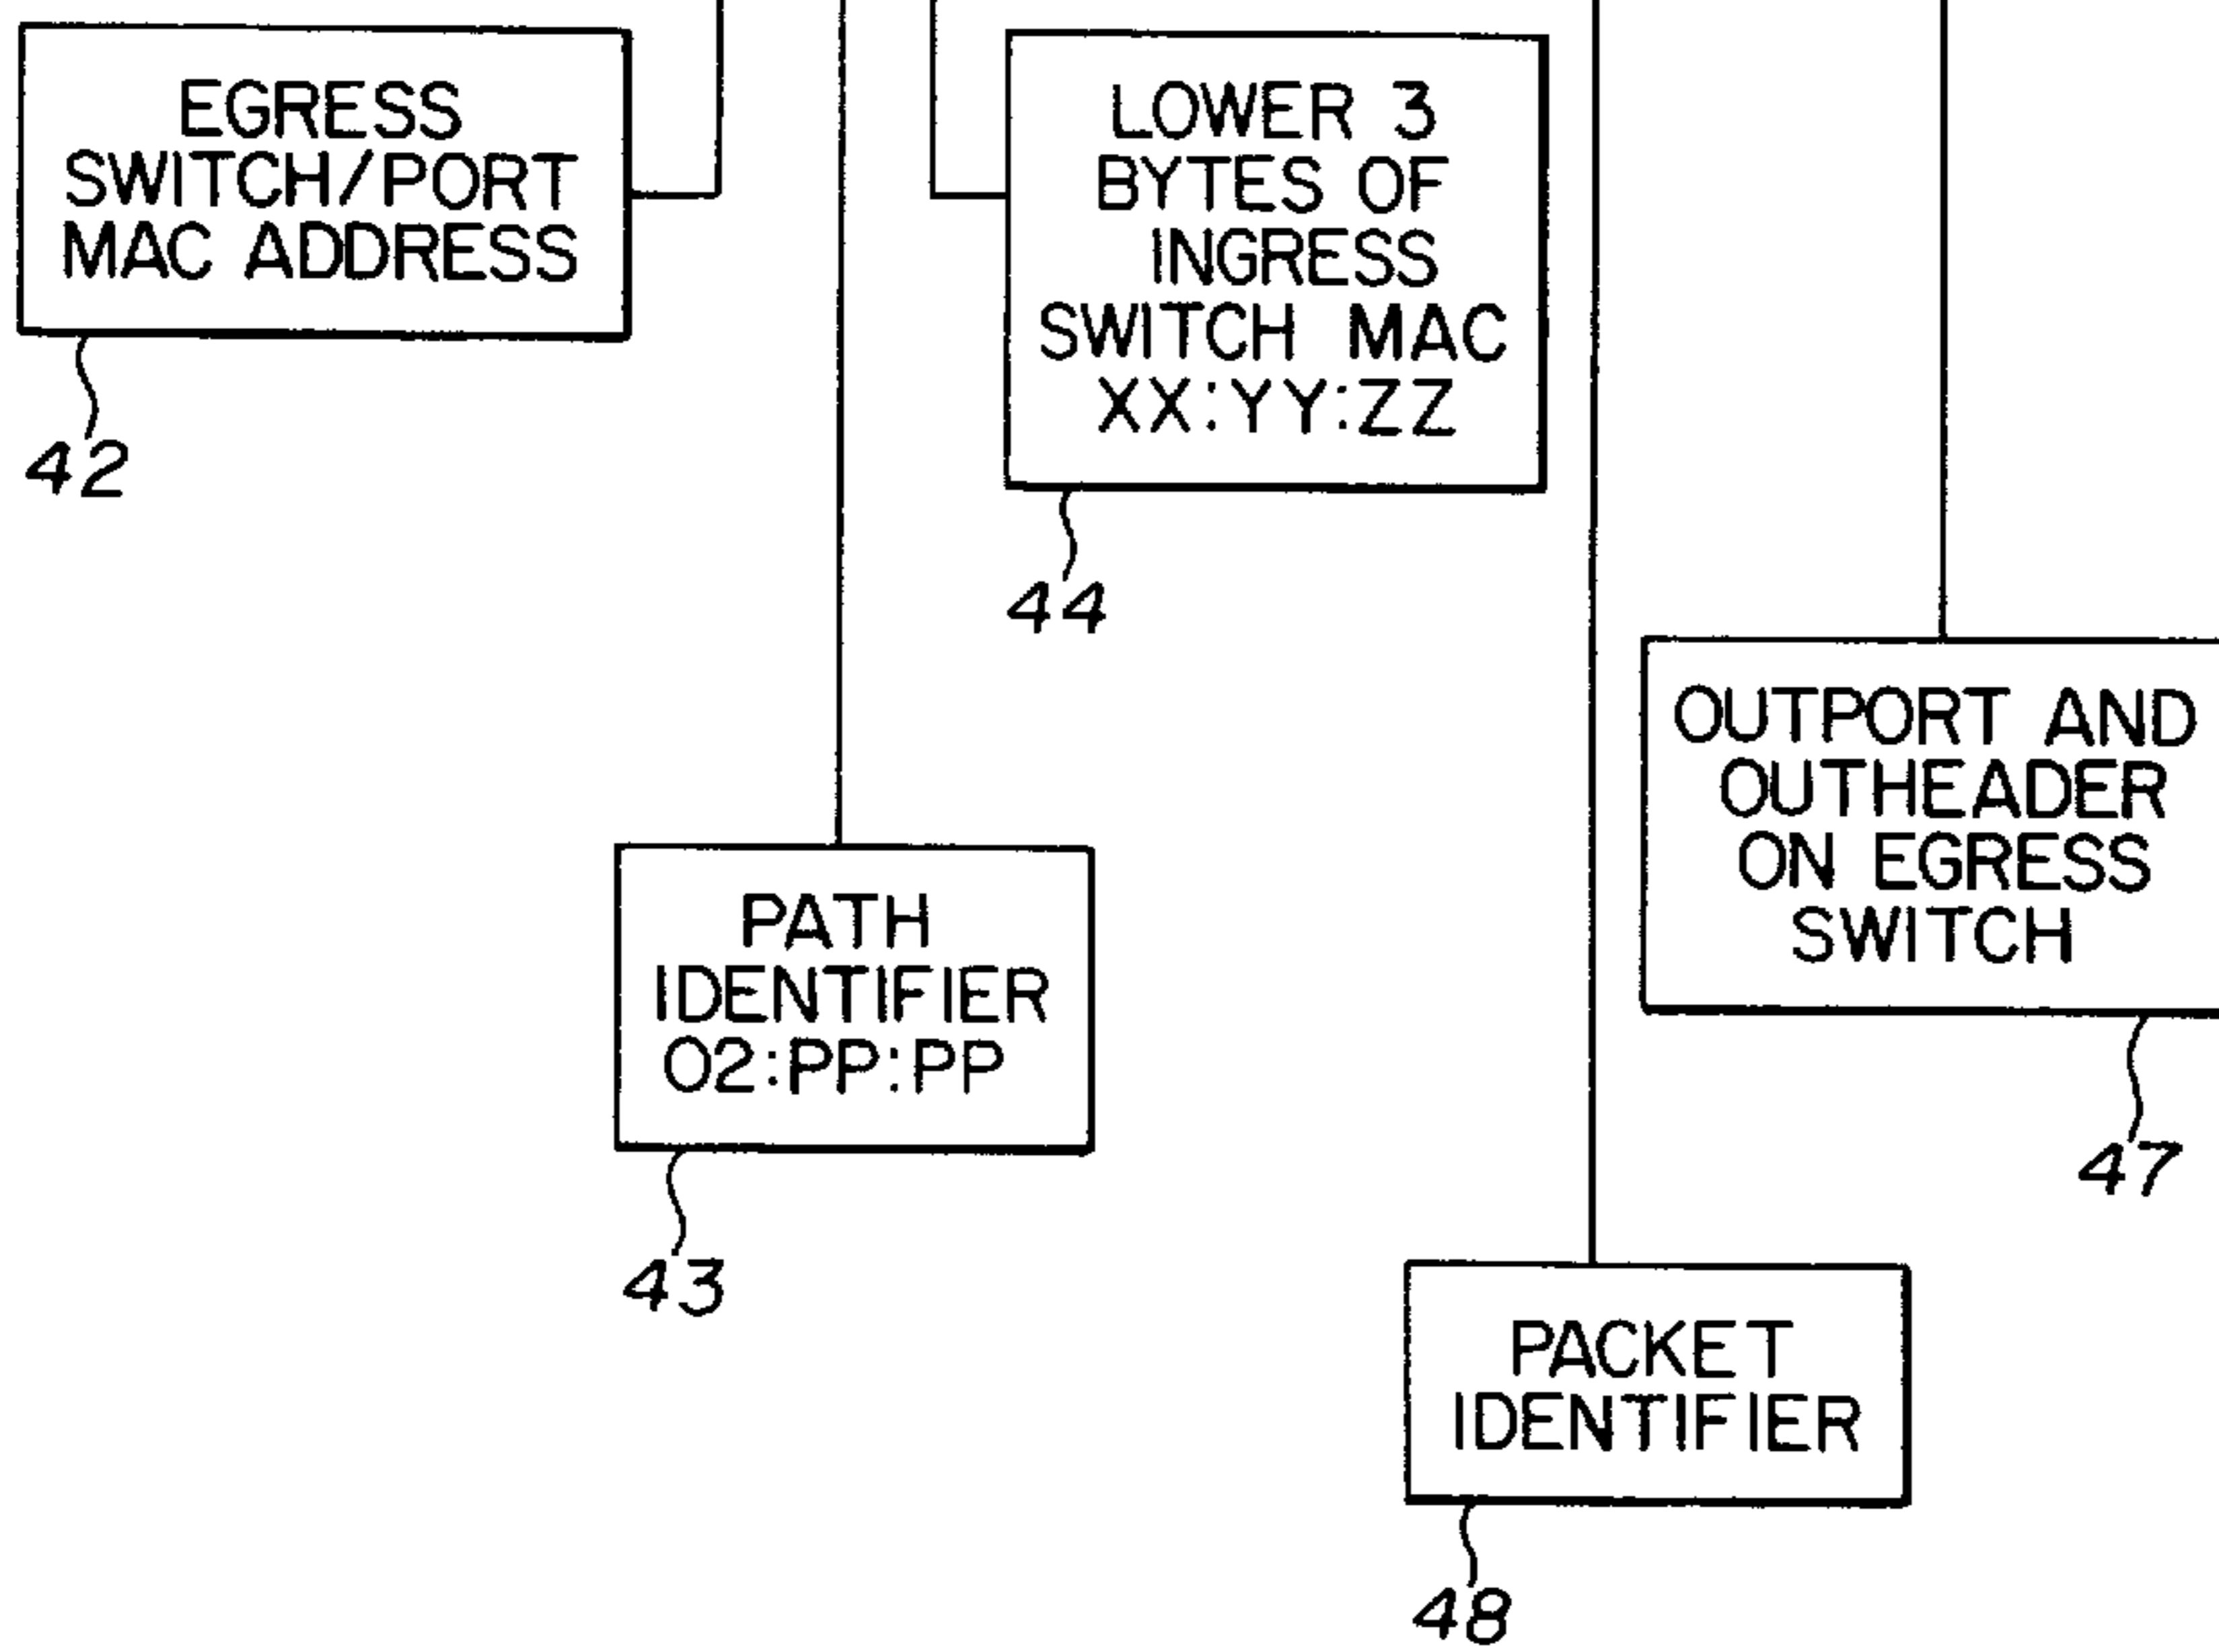 EGRESS
SWITCH/PORT
MAC ADDRESS
42
LOWER 3
BYTES OF
INGRESS
SWITCH MAC
XX:YY:ZZ
44
OUTPORT AND
OUTHEADER
ON EGRESS
SWITCH
47
PATH
IDENTIFIER
02:PP:PP
43
PACKET
IDENTIFIER
48